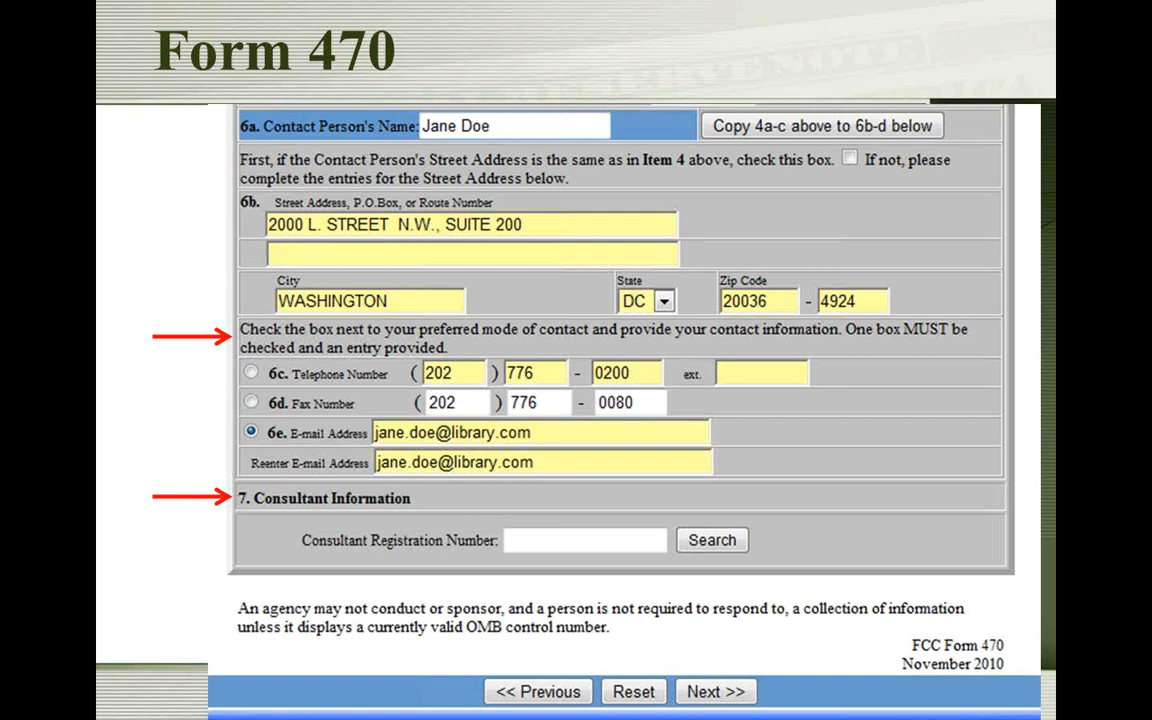 Form 470
6a. Contact Person's Name: Jane Doe Copy 4a-c above to 6b-d below
First, if the Contact Person's Street Address is the same as in Item 4 above, check this box. If not, please
complete the entries for the Street Address below.
6b. Street Address, P.O.Box, or Route Number
2000 L. STREET N.W., SUITE 200
City State Zip Code
WASHINGTON DC 20036 - 4924
Check the box next to your preferred mode of contact and provide your contact information. One box MUST be
checked and an entry provided.
6c. Telephone Number ( 202 ) 776 - 0200 ext.
6d. Fax Number ( 202 ) 776 - 0080
6e. E-mail Address jane.doe@library.com
Reenter E-mail Address jane.doe@library.com
7. Consultant Information
Consultant Registration Number: Search
An agency may not conduct or sponsor, and a person is not required to respond to, a collection of information
unless it displays a currently valid OMB control number.
FCC Form 470
November 2010
<< Previous Reset Next >>